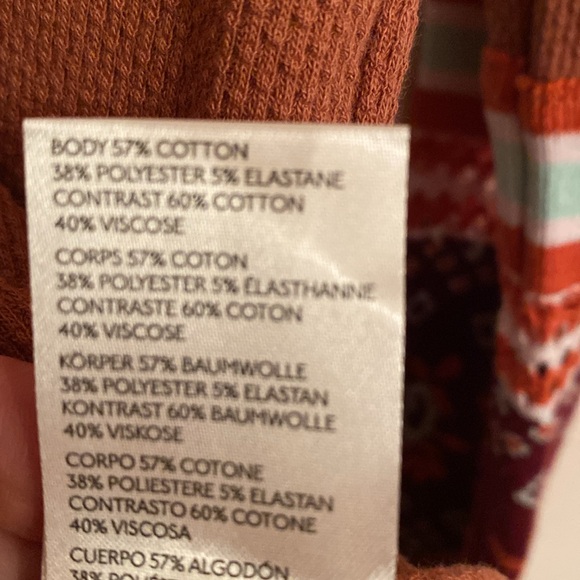 BODY 57% COTTON
38% POLYESTER 5% ELASTANE
CONTRAST 60% COTTON
40% VISCOSE
CORPS 57% COTON
38% POLYESTER 5% ÉLASTHANNE
CONTRASTE 60% COTON
40% VISCOSE
KÖRPER 57% BAUMWOLLE
38% POLYESTER 5% ELASTAN
KONTRAST 60% BAUMWOLLE
40% VISKOSE
CORPO 57% COTONE
38% POLIESTERE 5% ELASTAN
CONTRASTO 60% COTONE
40% VISCOSA
CUERPO 57% ALGODÓN
38%